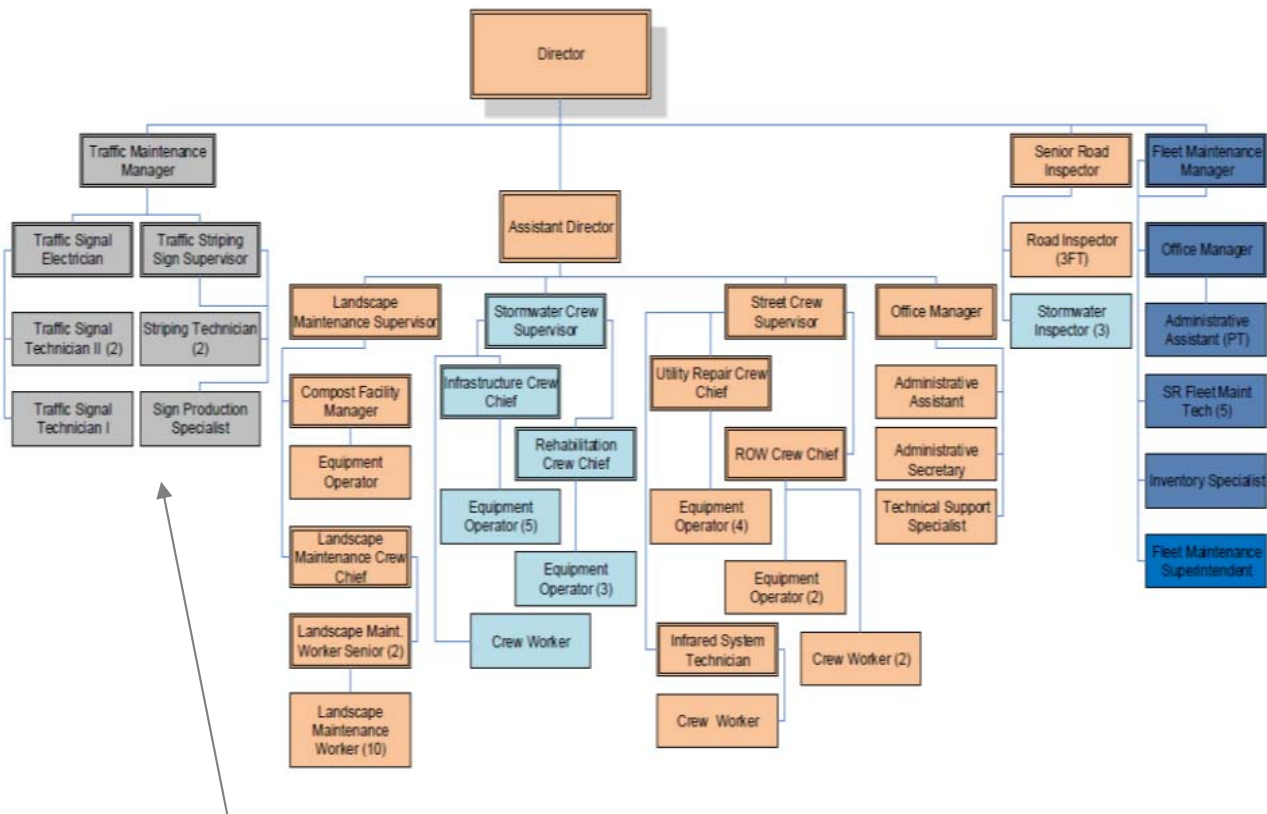 Director
Traffic Maintenance
Manager
Traffic Signal
Electrician
Traffic Striping
Sign Supervisor
Traffic Signal
Technician II (2)
Striping Technician
(2)
Traffic Signal
Technician I
Sign Production
Specialist
Assistant Director
Landscape
Maintenance Supervisor
Compost Facility
Manager
Equipment
Operator
Landscape
Maintenance Crew
Chief
Landscape Maint.
Worker Senior (2)
Landscape
Maintenance
Worker (10)
Stormwater Crew
Supervisor
Infrastructure Crew
Chief
Rehabilitation
Crew Chief
Equipment
Operator (5)
Equipment
Operator (3)
Crew Worker
Street Crew
Supervisor
Utility Repair Crew
Chief
ROW Crew Chief
Equipment
Operator (4)
Equipment
Operator (2)
Infrared System
Technician
Crew Worker (2)
Crew Worker
Office Manager
Administrative
Assistant
Administrative
Secretary
Technical Support
Specialist
Senior Road
Inspector
Road Inspector
(3FT)
Stormwater
Inspector (3)
Fleet Maintenance
Manager
Office Manager
Administrative
Assistant (PT)
SR Fleet Maint
Tech (5)
Inventory Specialist
Fleet Maintenance
Superintendent